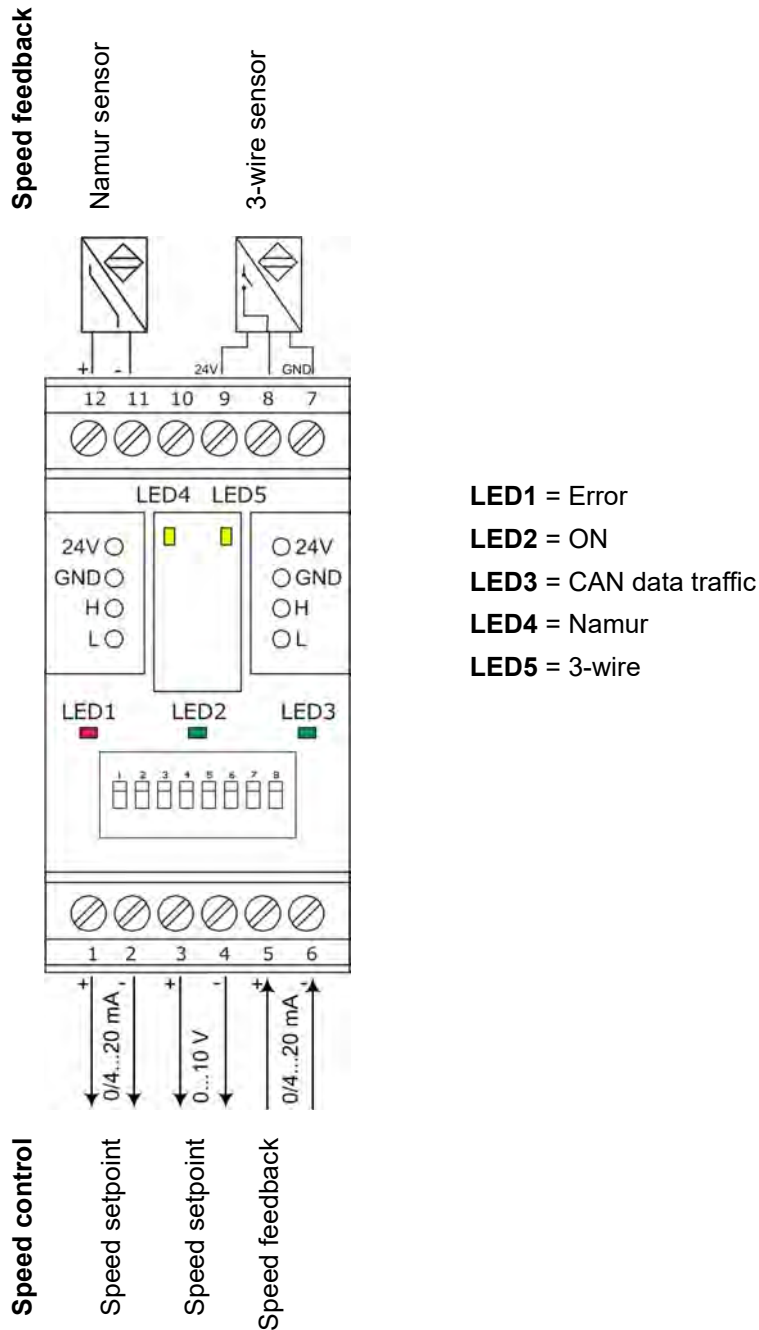 Speed feedback
Namur sensor
3-wire sensor
+ - 24V GND
12 11 10 9 8 7
LED4 LED5
24V 24V
GND GND
H H
L L
LED1 LED2 LED3
1 2 3 4 5 6 7 8
1 2 3 4 5 6
+ - + - + -
0/4...20 mA
0...10 V
0/4...20 mA
Speed control
Speed setpoint
Speed setpoint
Speed feedback
LED1 = Error
LED2 = ON
LED3 = CAN data traffic
LED4 = Namur
LED5 = 3-wire